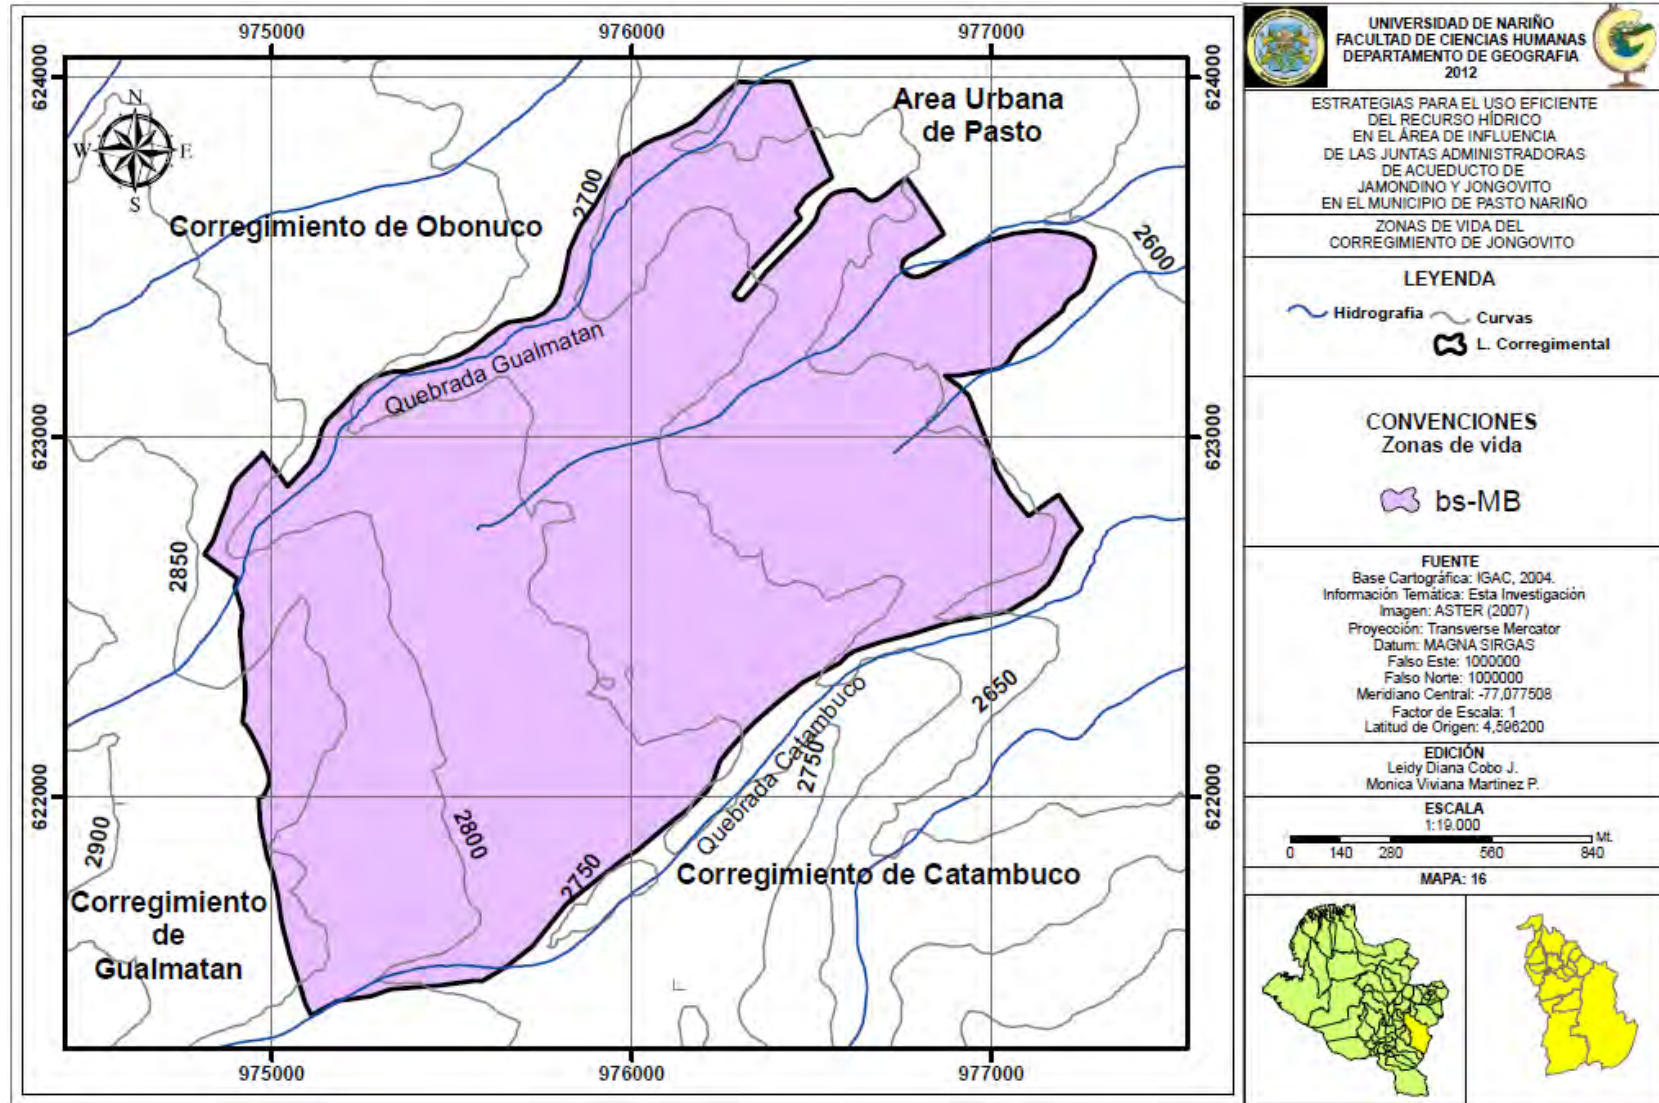 975000
976000
977000
624000
624000
N
W
E
S
Area Urbana
de Pasto
Corregimiento de Obonuco
2700
2600
Quebrada Gualmatan
623000
623000
2850
2650
Quebrada Catambuco
2750
622000
622000
2900
2800
2750
Corregimiento de Catambuco
Corregimiento
de
Gualmatan
975000
976000
977000
UNIVERSIDAD DE NARIÑO
FACULTAD DE CIENCIAS HUMANAS
DEPARTAMENTO DE GEOGRAFIA
2012
ESTRATEGIAS PARA EL USO EFICIENTE
DEL RECURSO HÍDRICO
EN EL ÁREA DE INFLUENCIA
DE LAS JUNTAS ADMINISTRADORAS
DE ACUEDUCTO DE
JAMONDINO Y JONGOVITO
EN EL MUNICIPIO DE PASTO NARIÑO
ZONAS DE VIDA DEL
CORREGIMIENTO DE JONGOVITO
LEYENDA
Hidrografia
Curvas
L. Corregimental
CONVENCIONES
Zonas de vida
bs-MB
FUENTE
Base Cartográfica: IGAC, 2004.
Información Temática: Esta Investigación
Imagen: ASTER (2007)
Proyección: Transverse Mercator
Datum: MAGNA SIRGAS
Falso Este: 1000000
Falso Norte: 1000000
Meridiano Central: -77,077508
Factor de Escala: 1
Latitud de Origen: 4,596200
EDICIÓN
Leidy Diana Cobo J.
Monica Viviana Martinez P.
ESCALA
1:19.000
Mt.
0 140 280 560 840
MAPA: 16